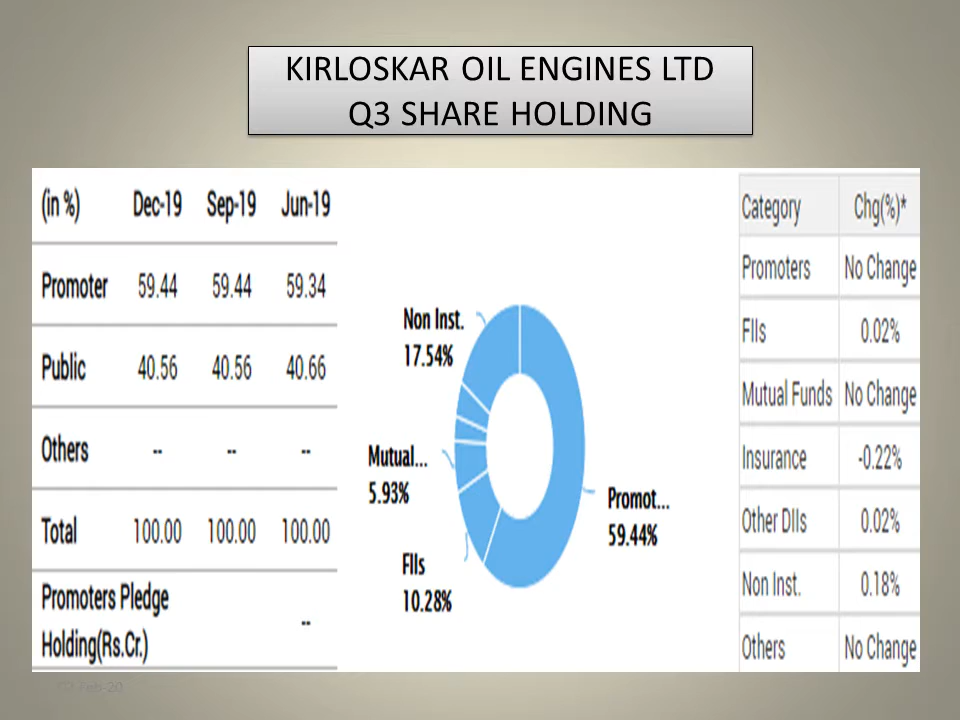 KIRLOSKAR OIL ENGINES LTD
Q3 SHARE HOLDING
(in %) Dec-19 Sep-19 Jun-19
Promoter 59.44 59.44 59.34
Public 40.56 40.56 40.66
Others -- -- --
Total 100.00 100.00 100.00
Promoters Pledge
Holding(Rs.Cr.) --
Non Inst.
17.54%
Mutual...
5.93%
FIIs
10.28%
Promot...
59.44%
Category Chg(%)*
Promoters No Change
FIIs 0.02%
Mutual Funds No Change
Insurance -0.22%
Other DIIs 0.02%
Non Inst. 0.18%
Others No Change
Feb-20